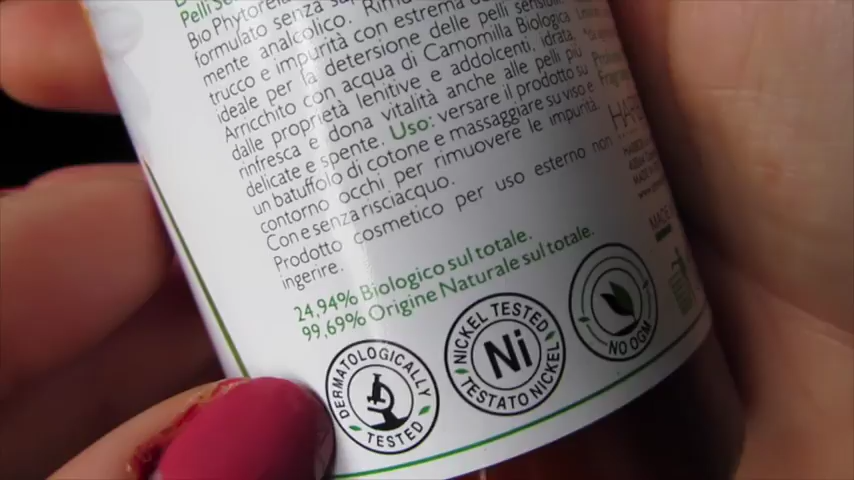 Pelli
Bio
formulato senza
mente analcolico.
trucco e impurità con estrema
ideale per la detersione delle pelli sensibili.
Arricchito con acqua di Camomilla Biologica
dalle proprietà lenitive e addolcenti, idrata,
rinfresca e dona vitalità anche alle pelli più
delicate e spente. Uso: versare il prodotto su
un batuffolo di cotone e massaggiare su viso e
contorno occhi, per rimuovere le impurità.
Con e senza risciacquo.
Prodotto cosmetico per uso esterno non
ingerire.
24,94% Biologico sul totale.
99,69% Origine Naturale sul totale.
DERMATOLOGICALLY TESTED
NICKEL TESTED
Ni
TESTATO NICKEL
NO OGM
MADE